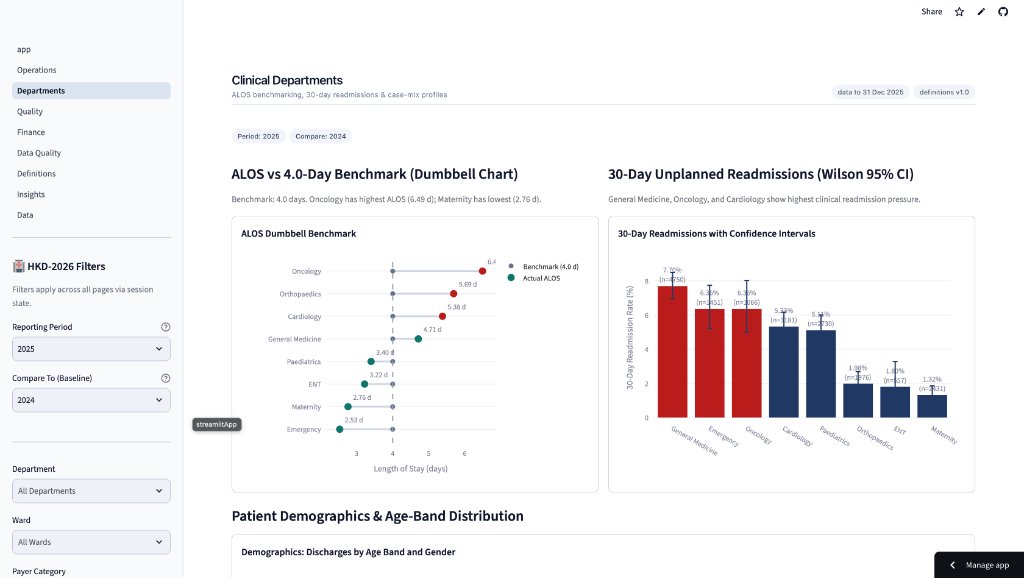 Share
app
Operations
Departments
Quality
Finance
Data Quality
Definitions
Insights
Data
HKD-2026 Filters
Filters apply across all pages via session
state.
Reporting Period
2025
Compare To (Baseline)
2024
Department
All Departments
Ward
All Wards
Payer Category
streamlitApp
Clinical Departments
ALOS benchmarking, 30-day readmissions & case-mix profiles
data to 31 Dec 2025
definitions v1.0
Period: 2025
Compare: 2024
ALOS vs 4.0-Day Benchmark (Dumbbell Chart)
Benchmark: 4.0 days. Oncology has highest ALOS (6.49 d); Maternity has lowest (2.76 d).
ALOS Dumbbell Benchmark
Oncology
6.4
Orthopaedics
5.69 d
Cardiology
5.38 d
General Medicine
4.71 d
Paediatrics
3.40 d
ENT
3.22 d
Maternity
2.76 d
Emergency
2.53 d
3
4
5
6
Length of Stay (days)
Benchmark (4.0 d)
Actual ALOS
30-Day Unplanned Readmissions (Wilson 95% CI)
General Medicine, Oncology, and Cardiology show highest clinical readmission pressure.
30-Day Readmissions with Confidence Intervals
30-Day Readmission Rate (%)
8
6
4
2
0
1.32%
General Medicine
Emergency
Oncology
Cardiology
Paediatrics
Orthopaedics
ENT
Maternity
Patient Demographics & Age-Band Distribution
Demographics: Discharges by Age Band and Gender
Manage app